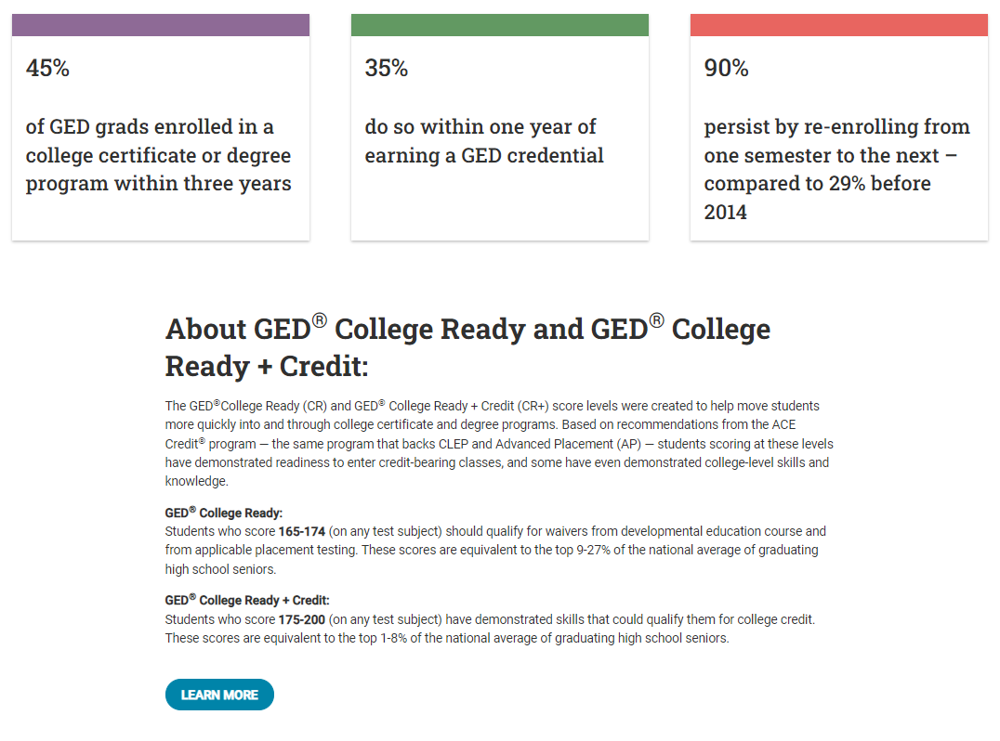 45%
of GED grads enrolled in a
college certificate or degree
program within three years
35%
do so within one year of
earning a GED credential
90%
persist by re-enrolling from
one semester to the next –
compared to 29% before
2014
About GED® College Ready and GED® College
Ready + Credit:
The GED®College Ready (CR) and GED® College Ready + Credit (CR+) score levels were created to help move students
more quickly into and through college certificate and degree programs. Based on recommendations from the ACE
Credit® program — the same program that backs CLEP and Advanced Placement (AP) — students scoring at these levels
have demonstrated readiness to enter credit-bearing classes, and some have even demonstrated college-level skills and
knowledge.
GED® College Ready:
Students who score 165-174 (on any test subject) should qualify for waivers from developmental education course and
from applicable placement testing. These scores are equivalent to the top 9-27% of the national average of graduating
high school seniors.
GED® College Ready + Credit:
Students who score 175-200 (on any test subject) have demonstrated skills that could qualify them for college credit.
These scores are equivalent to the top 1-8% of the national average of graduating high school seniors.
LEARN MORE